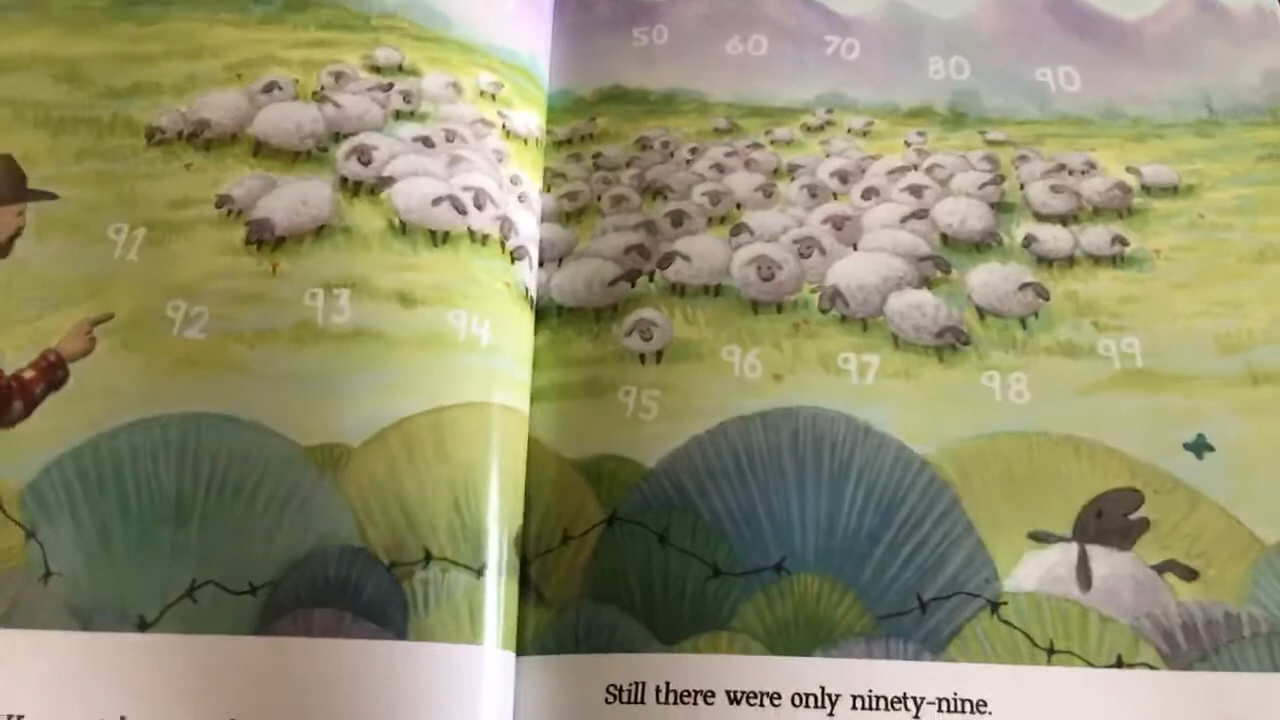 50 60 70 80 90
91
92 93 94
95 96 97 98 99
Still there were only ninety-nine.